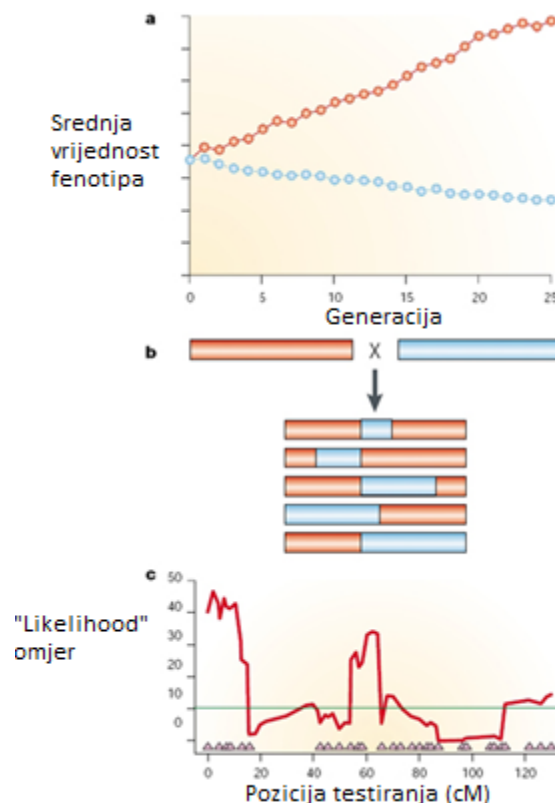 a
Srednja
vrijednost
fenotipa
0 5 10 15 20 25
Generacija
b
X
c
50
40
30
20
10
0
"Likelihood"
omjer
0 20 40 60 80 100 120
Pozicija testiranja (cM)